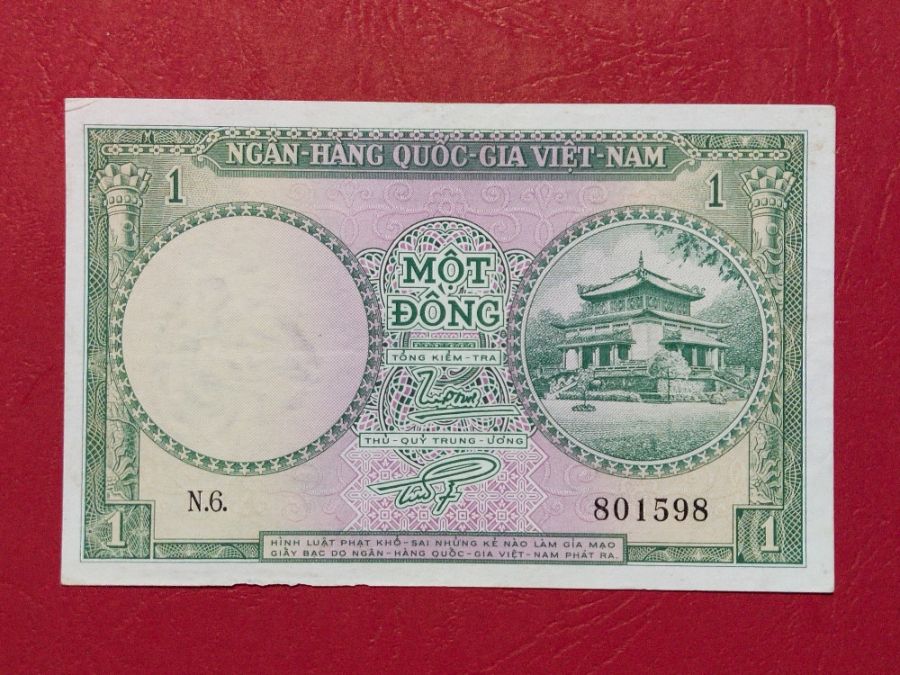 NGÂN-HÀNG QUỐC-GIA VIỆT-NAM
1 1
MỘT
ĐỒNG
TỔNG KIỂM-TRA
THỦ-QUỸ TRUNG-ƯƠNG
N.6. 801598
1 1
HÌNH LUẬT PHẠT KHỔ-SAI NHỮNG KẺ NÀO LÀM GIẢ MẠO
GIẤY BẠC DO NGÂN-HÀNG QUỐC-GIA VIỆT-NAM PHÁT RA.